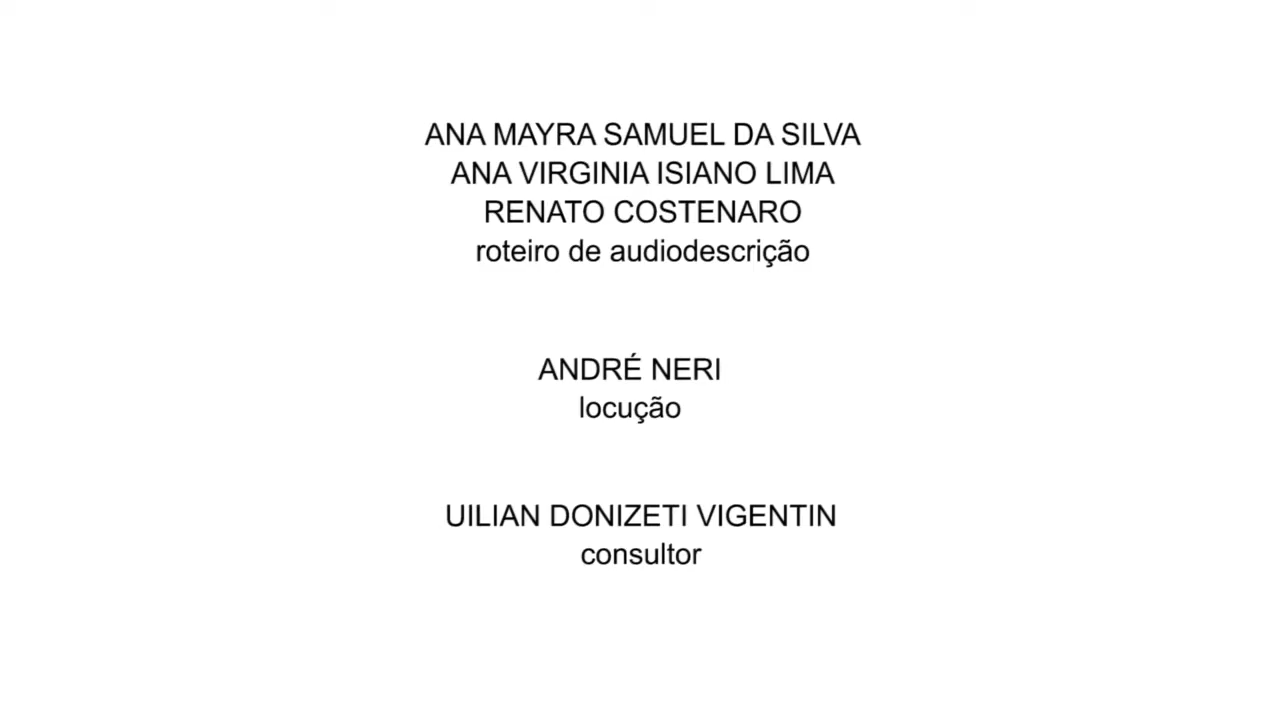 ANA MAYRA SAMUEL DA SILVA
ANA VIRGINIA ISIANO LIMA
RENATO COSTENARO
roteiro de audiodescrição
ANDRÉ NERI
locução
UILIAN DONIZETI VIGENTIN
consultor